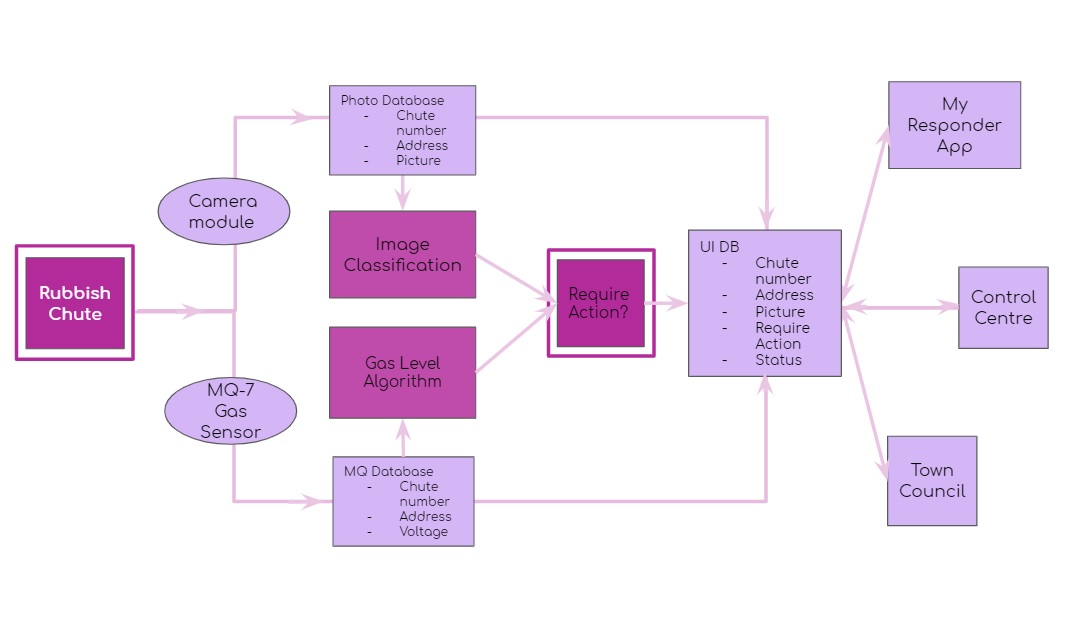 Rubbish
Chute
Camera
module
MQ-7
Gas
Sensor
Photo Database
- Chute
number
- Address
- Picture
Image
Classification
Gas Level
Algorithm
MQ Database
- Chute
number
- Address
- Voltage
Require
Action?
UI DB
- Chute
number
- Address
- Picture
- Require
Action
- Status
My
Responder
App
Control
Centre
Town
Council